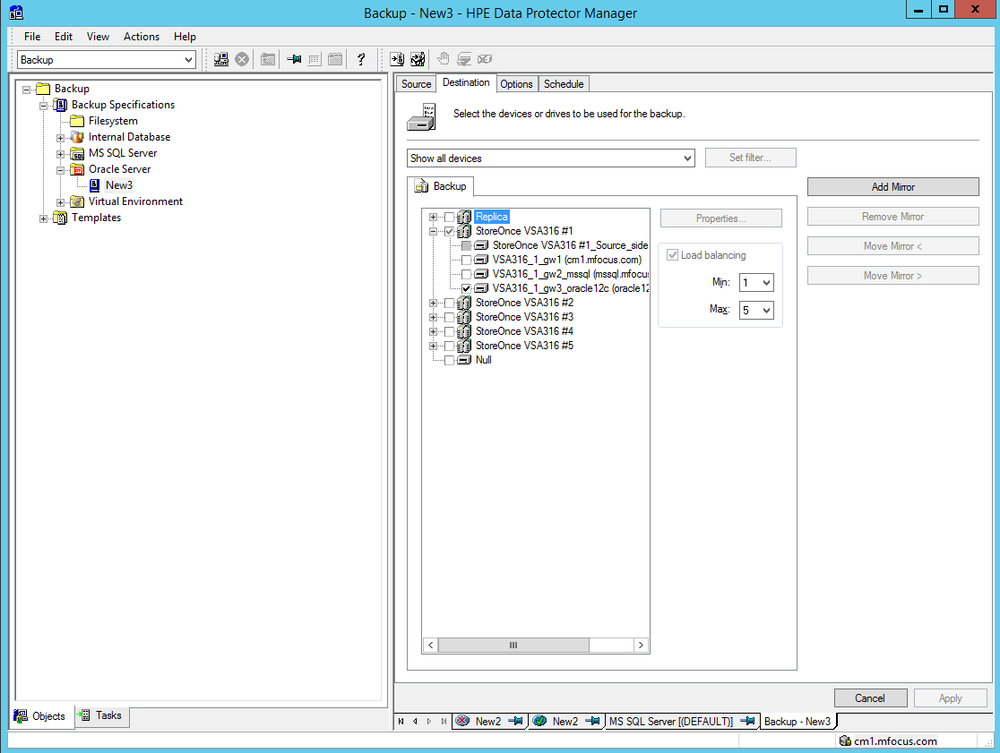 Backup - New3 - HPE Data Protector Manager
File Edit View Actions Help
Backup
?
Backup
Backup Specifications
Filesystem
Internal Database
MS SQL Server
Oracle Server
New3
Virtual Environment
Templates
Objects Tasks
Source Destination Options Schedule
Select the devices or drives to be used for the backup.
Show all devices
Set filter...
Backup
Replica
StoreOnce VSA316 #1
StoreOnce VSA316 #1_Source_side
VSA316_1_gw1 (cm1.mfocus.com)
VSA316_1_gw2_mssql (mssql.mfocus
VSA316_1_gw3_oracle12c (oracle12
StoreOnce VSA316 #2
StoreOnce VSA316 #3
StoreOnce VSA316 #4
StoreOnce VSA316 #5
Null
Properties...
Load balancing
Min: 1
Max: 5
Add Mirror
Remove Mirror
Move Mirror <
Move Mirror >
Cancel Apply
New2 New2 MS SQL Server [(DEFAULT)] Backup - New3
cm1.mfocus.com